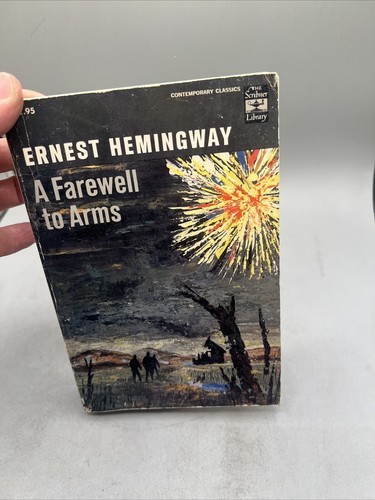 CONTEMPORARY CLASSICS
THE
Scribner
Library
.95
ERNEST HEMINGWAY
A Farewell
to Arms